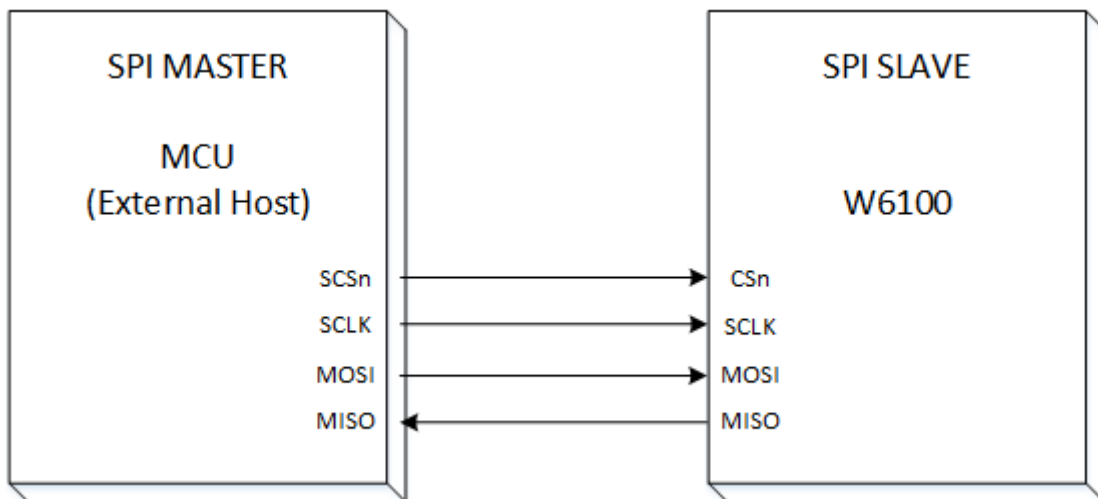 SPI MASTER
MCU
(External Host)
SCSn
SCLK
MOSI
MISO
SPI SLAVE
W6100
CSn
SCLK
MOSI
MISO